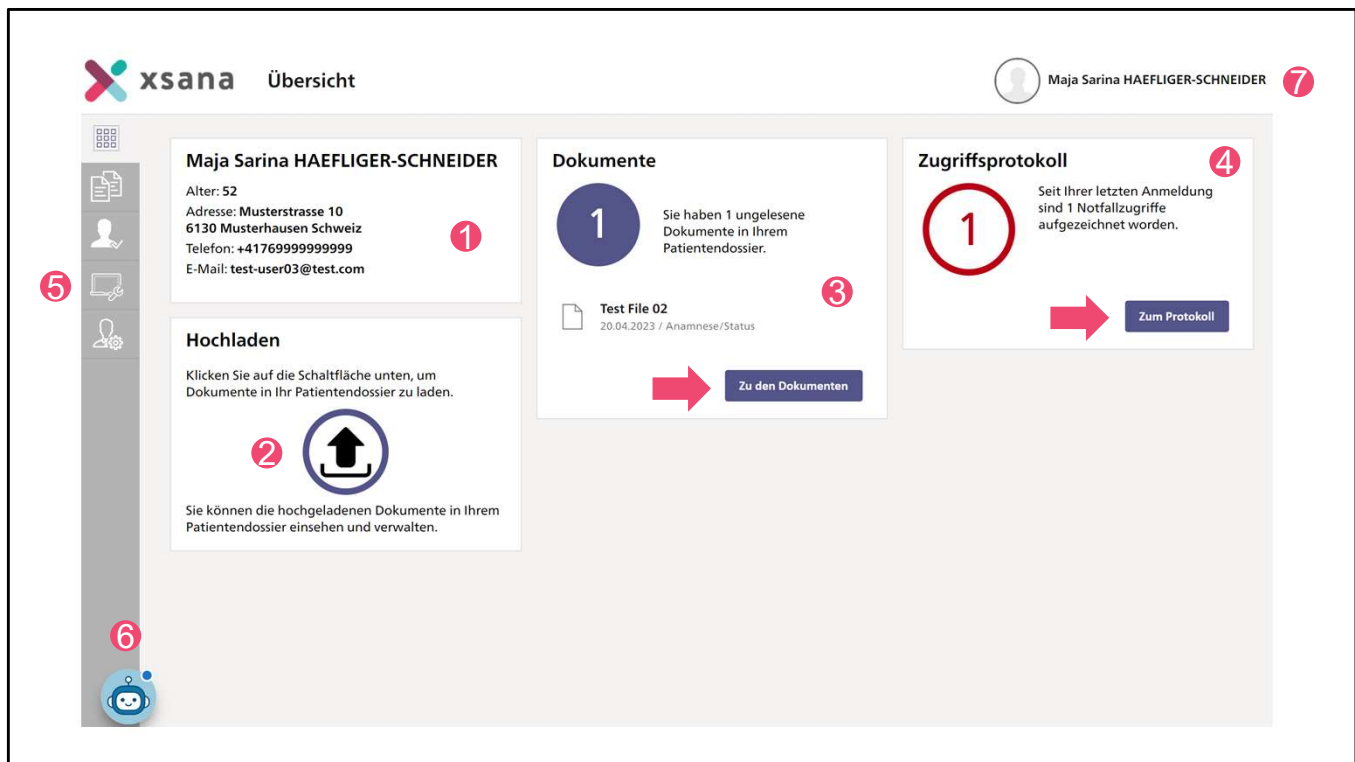 xsana
Übersicht
Maja Sarina HAEFLIGER-SCHNEIDER
7
Maja Sarina HAEFLIGER-SCHNEIDER
Alter: 52
Adresse: Musterstrasse 10
6130 Musterhausen Schweiz
Telefon: +41769999999999
E-Mail: test-user03@test.com
1
Hochladen
Klicken Sie auf die Schaltfläche unten, um
Dokumente in Ihr Patientendossier zu laden.
2
Sie können die hochgeladenen Dokumente in Ihrem
Patientendossier einsehen und verwalten.
Dokumente
1
Sie haben 1 ungelesene
Dokumente in Ihrem
Patientendossier.
3
Test File 02
20.04.2023 / Anamnese/Status
Zu den Dokumenten
Zugriffsprotokoll
4
1
Seit Ihrer letzten Anmeldung
sind 1 Notfallzugriffe
aufgezeichnet worden.
Zum Protokoll
5
6